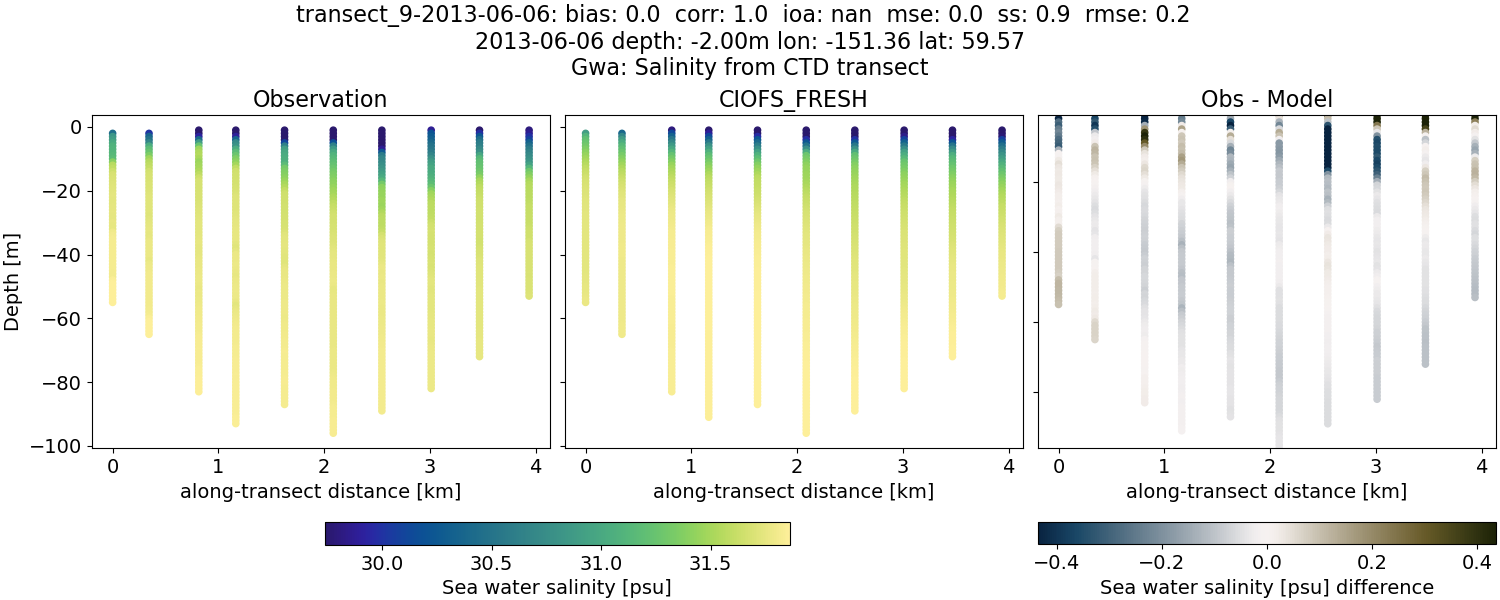 transect_9-2013-06-06: bias: 0.0  corr: 1.0  ioa: nan  mse: 0.0  ss: 0.9  rmse: 0.2
2013-06-06 depth: -2.00m lon: -151.36 lat: 59.57
Gwa: Salinity from CTD transect
Observation
CIOFS_FRESH
Obs - Model
Depth [m]
0
−20
−40
−60
−80
−100
0 1 2 3 4
0 1 2 3 4
0 1 2 3 4
along-transect distance [km]
along-transect distance [km]
along-transect distance [km]
30.0 30.5 31.0 31.5
Sea water salinity [psu]
−0.4 −0.2 0.0 0.2 0.4
Sea water salinity [psu] difference